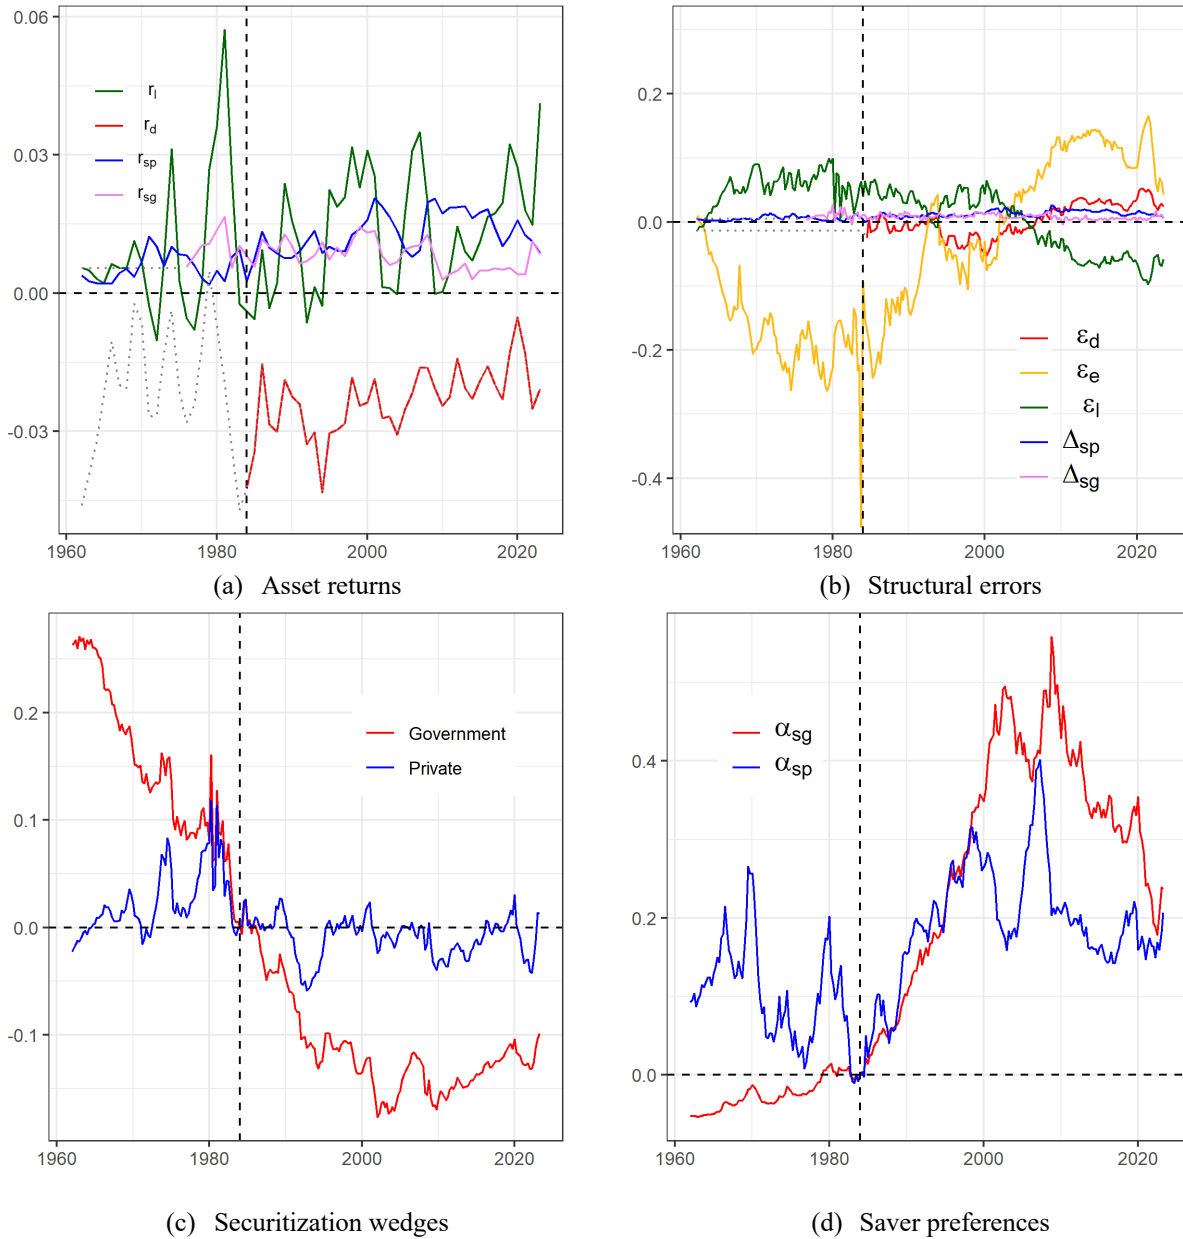 0.06
0.03
0.00
-0.03
r_l
r_d
r_sp
r_sg
1960
1980
2000
2020
(a) Asset returns
0.2
0.0
-0.2
-0.4
ε_d
ε_e
ε_l
Δ_sp
Δ_sg
1960
1980
2000
2020
(b) Structural errors
0.2
0.1
0.0
-0.1
Government
Private
1960
1980
2000
2020
(c) Securitization wedges
0.4
0.2
0.0
α_sg
α_sp
1960
1980
2000
2020
(d) Saver preferences